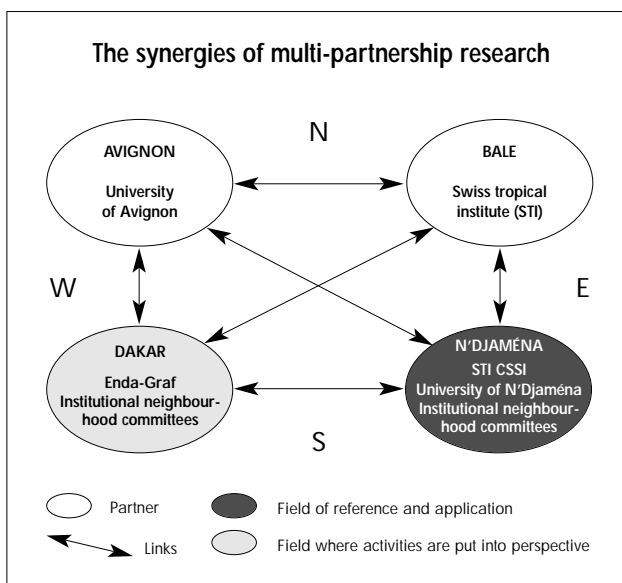 The synergies of multi-partnership research
N
AVIGNON
University
of Avignon
BALE
Swiss tropical
institute (STI)
W
E
DAKAR
Enda-Graf
Institutional neighbour-
hood committees
N'DJAMÉNA
STI CSSI
University of N'Djaména
Institutional neighbour-
hood committees
S
Partner
Field of reference and application
Links
Field where activities are put into perspective